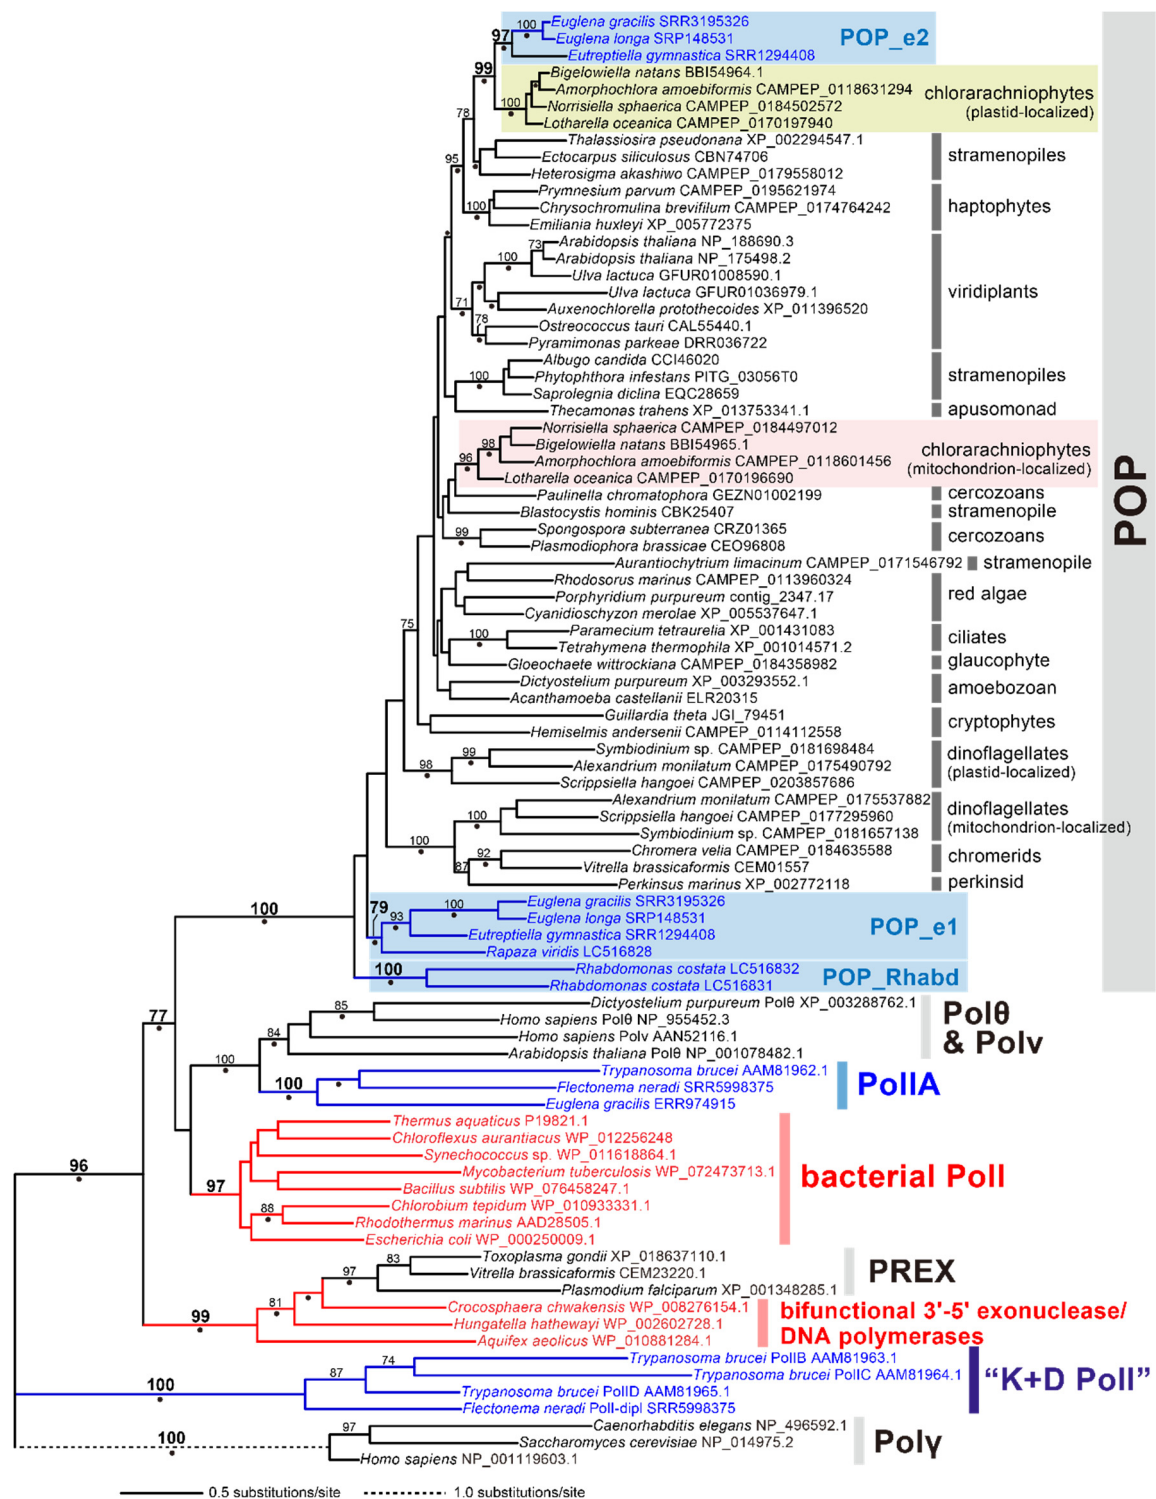 100
Euglena gracilis SRR3195326
97
Euglena longa SRP148531
POP_e2
Eutreptiella gymnastica SRR1294408
99
Bigelowiella natans BBI54964.1
Amorphochlora amoebiformis CAMPEP_0118631294
chlorarachniophytes
100
Norrisiella sphaerica CAMPEP_0184502572
(plastid-localized)
78
Lotharella oceanica CAMPEP_0170197940
Thalassiosira pseudonana XP_002294547.1
95
Ectocarpus siliculosus CBN74706
stramenopiles
Heterosigma akashiwo CAMPEP_0179558012
Prymnesium parvum CAMPEP_0195621974
100
Chrysochromulina brevifilum CAMPEP_0174764242
haptophytes
Emiliania huxleyi XP_005772375
73
Arabidopsis thaliana NP_188690.3
100
Arabidopsis thaliana NP_175498.2
Ulva lactuca GFUR01008590.1
Ulva lactuca GFUR01036979.1
viridiplants
71
Auxenochlorella protothecoides XP_011396520
78
Ostreococcus tauri CAL55440.1
Pyramimonas parkeae DRR036722
Albugo candida CCI46020
100
Phytophthora infestans PITG_03056T0
stramenopiles
Saprolegnia diclina EQC28659
Thecamonas trahens XP_013753341.1
apusomonad
Norrisiella sphaerica CAMPEP_0184497012
98
Bigelowiella natans BBI54965.1
chlorarachniophytes
96
Amorphochlora amoebiformis CAMPEP_0118601456
(mitochondrion-localized)
Lotharella oceanica CAMPEP_0170196690
Paulinella chromatophora GEZN01002199
cercozoans
Blastocystis hominis CBK25407
stramenopile
POP
99
Spongospora subterranea CRZ01365
cercozoans
Plasmodiophora brassicae CEO96808
Aurantiochytrium limacinum CAMPEP_0171546792
stramenopile
Rhodosorus marinus CAMPEP_0113960324
Porphyridium purpureum contig_2347.17
red algae
Cyanidioschyzon merolae XP_005537647.1
75
100
Paramecium tetraurelia XP_001431083
ciliates
Tetrahymena thermophila XP_001014571.2
Gloeochaete wittrockiana CAMPEP_0184358982
glaucophyte
Dictyostelium purpureum XP_003293552.1
amoebozoan
Acanthamoeba castellanii ELR20315
Guillardia theta JGI_79451
cryptophytes
Hemiselmis andersenii CAMPEP_0114112558
99
Symbiodinium sp. CAMPEP_0181698484
dinoflagellates
98
Alexandrium monilatum CAMPEP_0175490792
(plastid-localized)
Scrippsiella hangoei CAMPEP_0203857686
Alexandrium monilatum CAMPEP_0175537882
dinoflagellates
100
Scrippsiella hangoei CAMPEP_0177295960
(mitochondrion-localized)
Symbiodinium sp. CAMPEP_0181657138
100
92
Chromera velia CAMPEP_0184635588
chromerids
87
Vitrella brassicaformis CEM01557
Perkinsus marinus XP_002772118
perkinsid
79
100
Euglena gracilis SRR3195326
100
93
Euglena longa SRP148531
POP_e1
Eutreptiella gymnastica SRR1294408
Rapaza viridis LC516828
100
Rhabdomonas costata LC516832
POP_Rhabd
Rhabdomonas costata LC516831
85
Dictyostelium purpureum Polθ XP_003288762.1
77
Homo sapiens Polθ NP_955452.3
Polθ
84
Homo sapiens Polν AAN52116.1
& Polν
100
Arabidopsis thaliana Polθ NP_001078482.1
Trypanosoma brucei AAM81962.1
100
Flectonema neradi SRR5998375
PolIA
Euglena gracilis ERR974915
Thermus aquaticus P19821.1
Chloroflexus aurantiacus WP_012256248
96
Synechococcus sp. WP_011618864.1
Mycobacterium tuberculosis WP_072473713.1
bacterial PolI
97
Bacillus subtilis WP_076458247.1
88
Chlorobium tepidum WP_010933331.1
Rhodothermus marinus AAD28505.1
Escherichia coli WP_000250009.1
83
Toxoplasma gondii XP_018637110.1
97
Vitrella brassicaformis CEM23220.1
PREX
Plasmodium falciparum XP_001348285.1
81
Crocosphaera chwakensis WP_008276154.1
bifunctional 3'-5' exonuclease/
99
Hungatella hathewayi WP_002602728.1
DNA polymerases
Aquifex aeolicus WP_010881284.1
74
Trypanosoma brucei PolIB AAM81963.1
87
Trypanosoma brucei PolIC AAM81964.1
“K+D PolI”
100
Trypanosoma brucei PolID AAM81965.1
Flectonema neradi PolI-dipl SRR5998375
97
Caenorhabditis elegans NP_496592.1
100
Saccharomyces cerevisiae NP_014975.2
Polγ
Homo sapiens NP_001119603.1
0.5 substitutions/site
1.0 substitutions/site